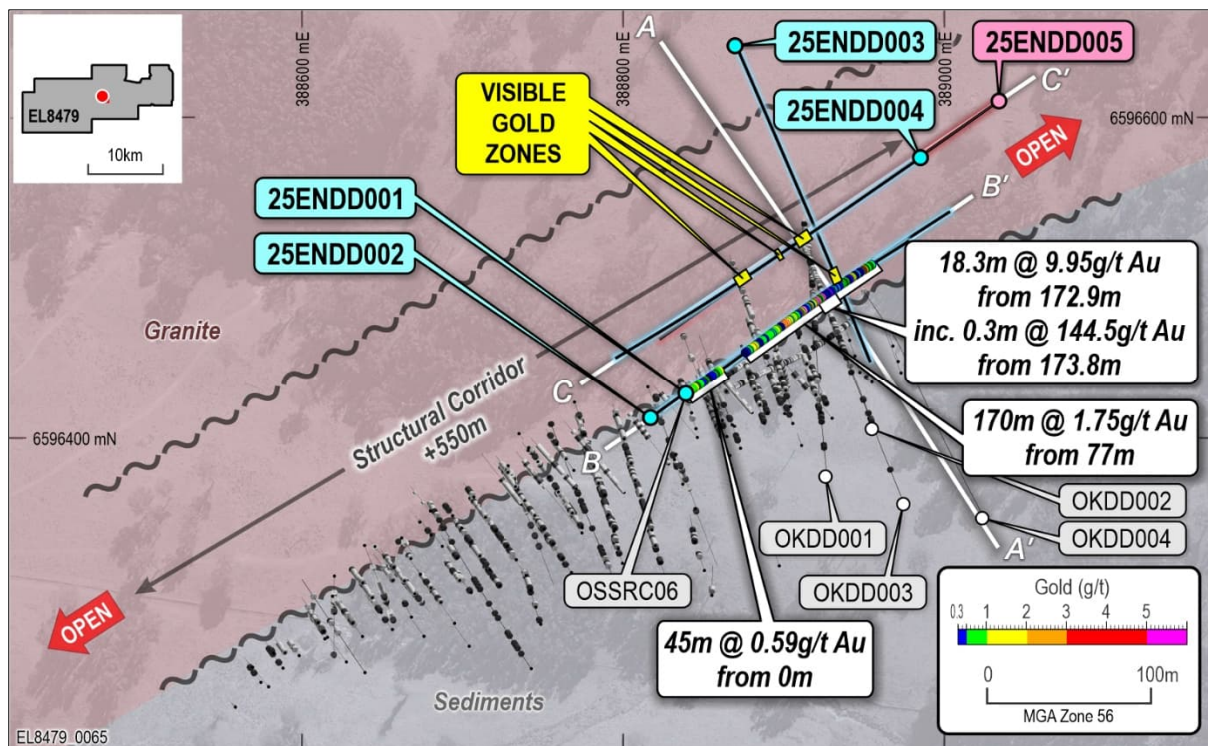 388600 mE
388800 mE
389000 mE
A
25ENDD003
25ENDD005
C'
EL8479
10km
VISIBLE
GOLD
ZONES
25ENDD004
6596600 mN
OPEN
25ENDD001
B'
25ENDD002
18.3m @ 9.95g/t Au
from 172.9m
inc. 0.3m @ 144.5g/t Au
from 173.8m
Granite
C
Structural Corridor
+550m
170m @ 1.75g/t Au
from 77m
6596400 mN
B
OKDD002
OKDD001
A'
OKDD004
OSSRC06
OKDD003
Gold (g/t)
0.3 1 2 3 4 5
OPEN
45m @ 0.59g/t Au
from 0m
0 100m
Sediments
MGA Zone 56
EL8479_0065